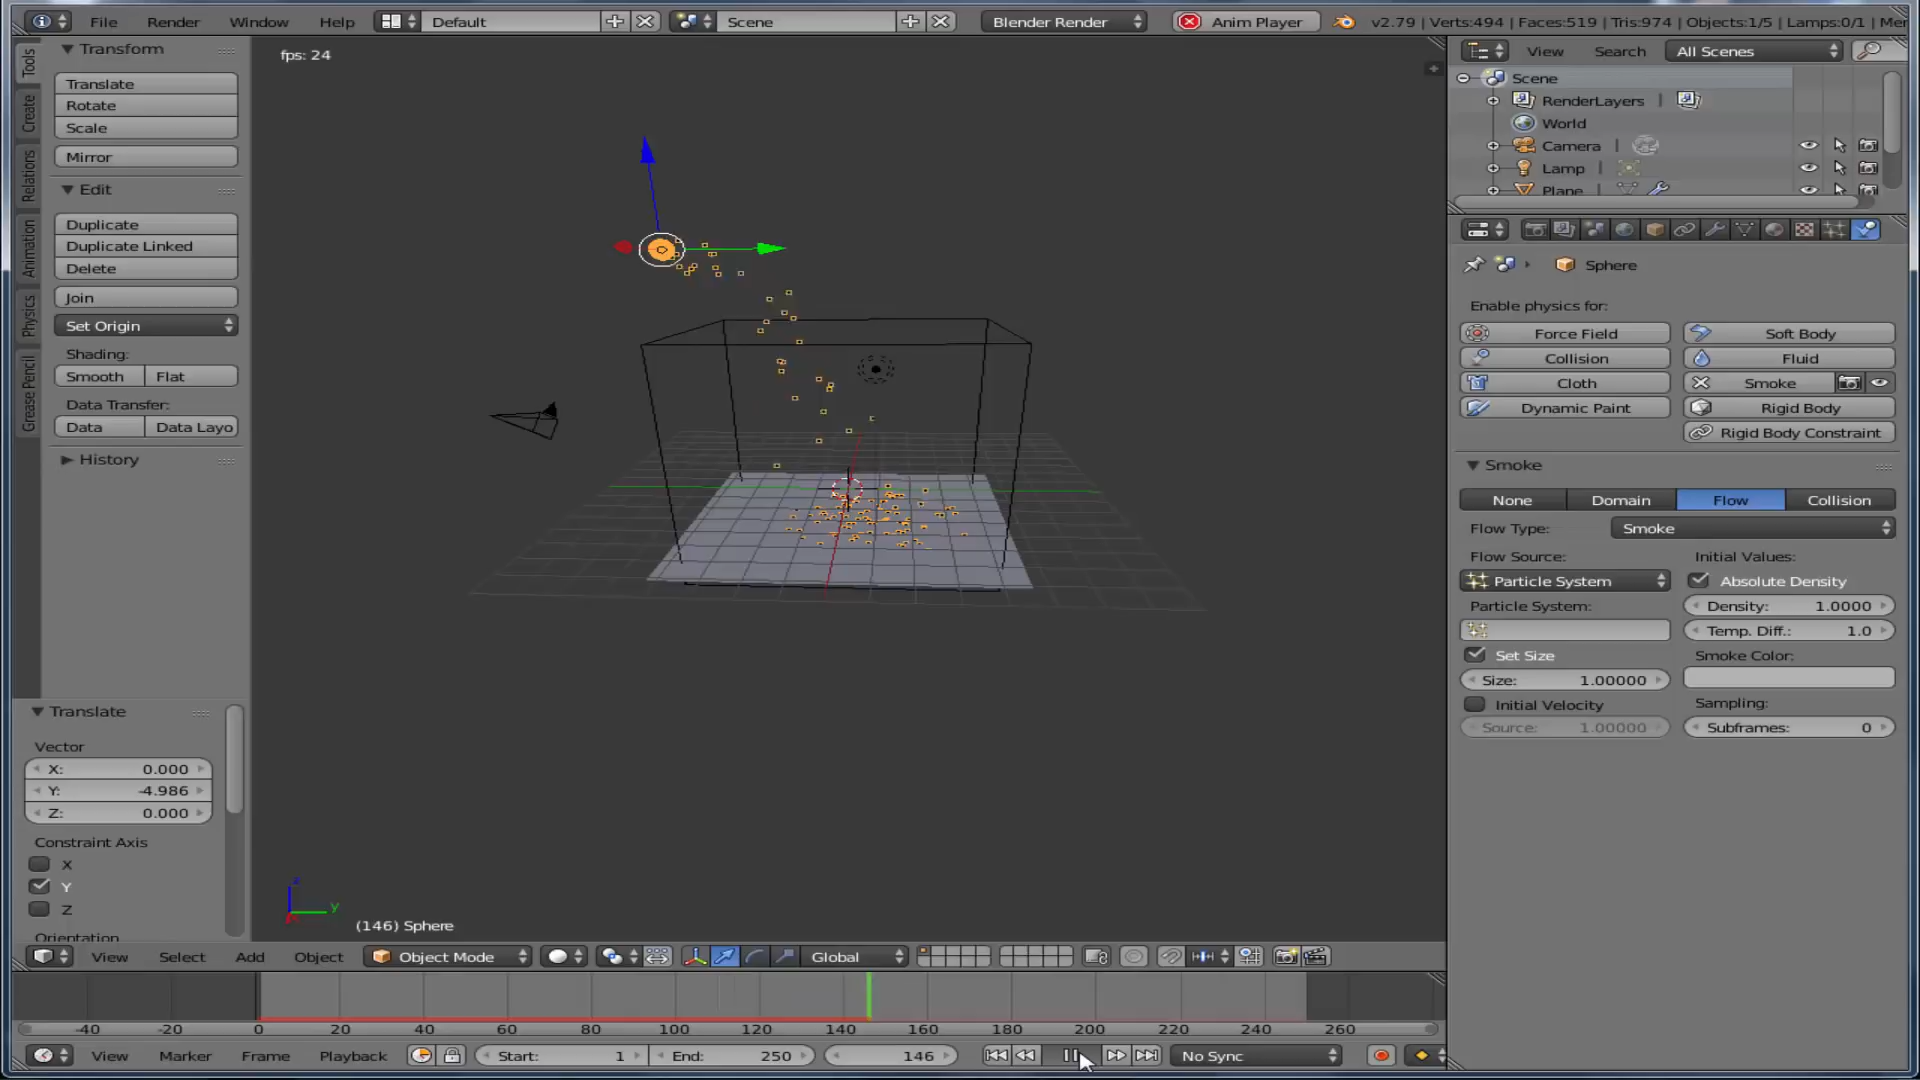 File Render Window Help Default Scene Blender Render Anim Player v2.79 | Verts:494 | Faces:519 | Tris:974 | Objects:1/5 | Lamps:0/1 | Mer
Tools
Create
Relations
Animation
Physics
Grease Pencil
Transform
Translate
Rotate
Scale
Mirror
Edit
Duplicate
Duplicate Linked
Delete
Join
Set Origin
Shading:
Smooth Flat
Data Transfer:
Data Data Layo
History
Translate
Vector
X: 0.000
Y: -4.986
Z: 0.000
Constraint Axis
X
Y
Z
Orientation
fps: 24
z
y
(146) Sphere
View Select Add Object Object Mode Global
-40 -20 0 20 40 60 80 100 120 140 160 180 200 220 240 260
View Marker Frame Playback Start: 1 End: 250 146 No Sync
View Search All Scenes
Scene
RenderLayers |
World
Camera |
Lamp |
Plane
Sphere
Enable physics for:
Force Field Soft Body
Collision Fluid
Cloth Smoke
Dynamic Paint Rigid Body
Rigid Body Constraint
Smoke
None Domain Flow Collision
Flow Type: Smoke
Flow Source: Initial Values:
Particle System Absolute Density
Particle System: Density: 1.0000
Temp. Diff.: 1.0
Set Size Smoke Color:
Size: 1.00000
Initial Velocity Sampling:
Source: 1.00000 Subframes: 0